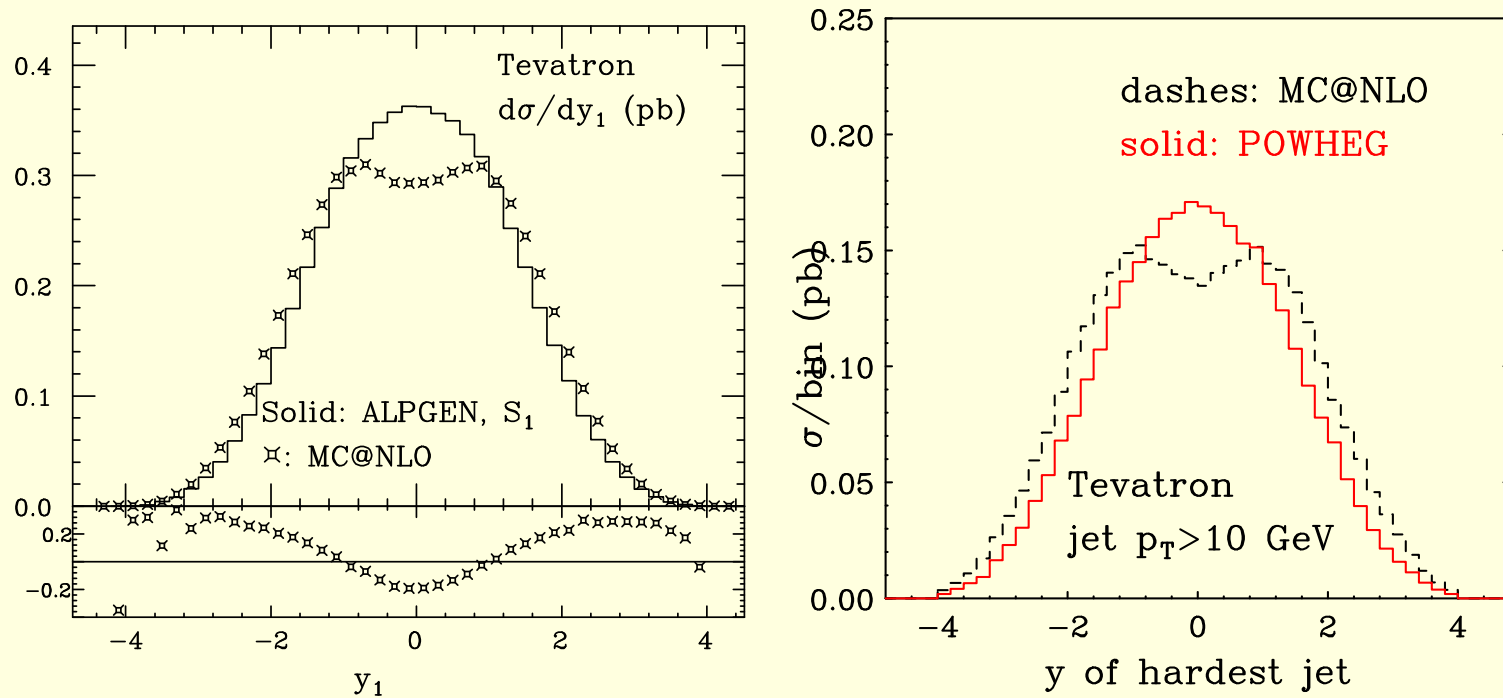 0.4
0.3
0.2
0.1
0.0
0.2
−0.2
−4
−2
0
2
4
y1
Tevatron
dσ/dy1 (pb)
Solid: ALPGEN, S1
¤: MC@NLO
0.25
0.20
0.15
0.10
0.05
0.00
σ/bin (pb)
dashes: MC@NLO
solid: POWHEG
Tevatron
jet pT>10 GeV
−4
−2
0
2
4
y of hardest jet